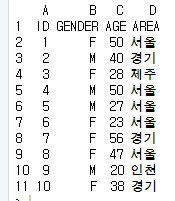 A B C D
1 ID GENDER AGE AREA
2 1 F 50 서울
3 2 M 40 경기
4 3 F 28 제주
5 4 M 50 서울
6 5 M 27 서울
7 6 F 23 서울
8 7 F 56 경기
9 8 F 47 서울
10 9 M 20 인천
11 10 F 38 경기